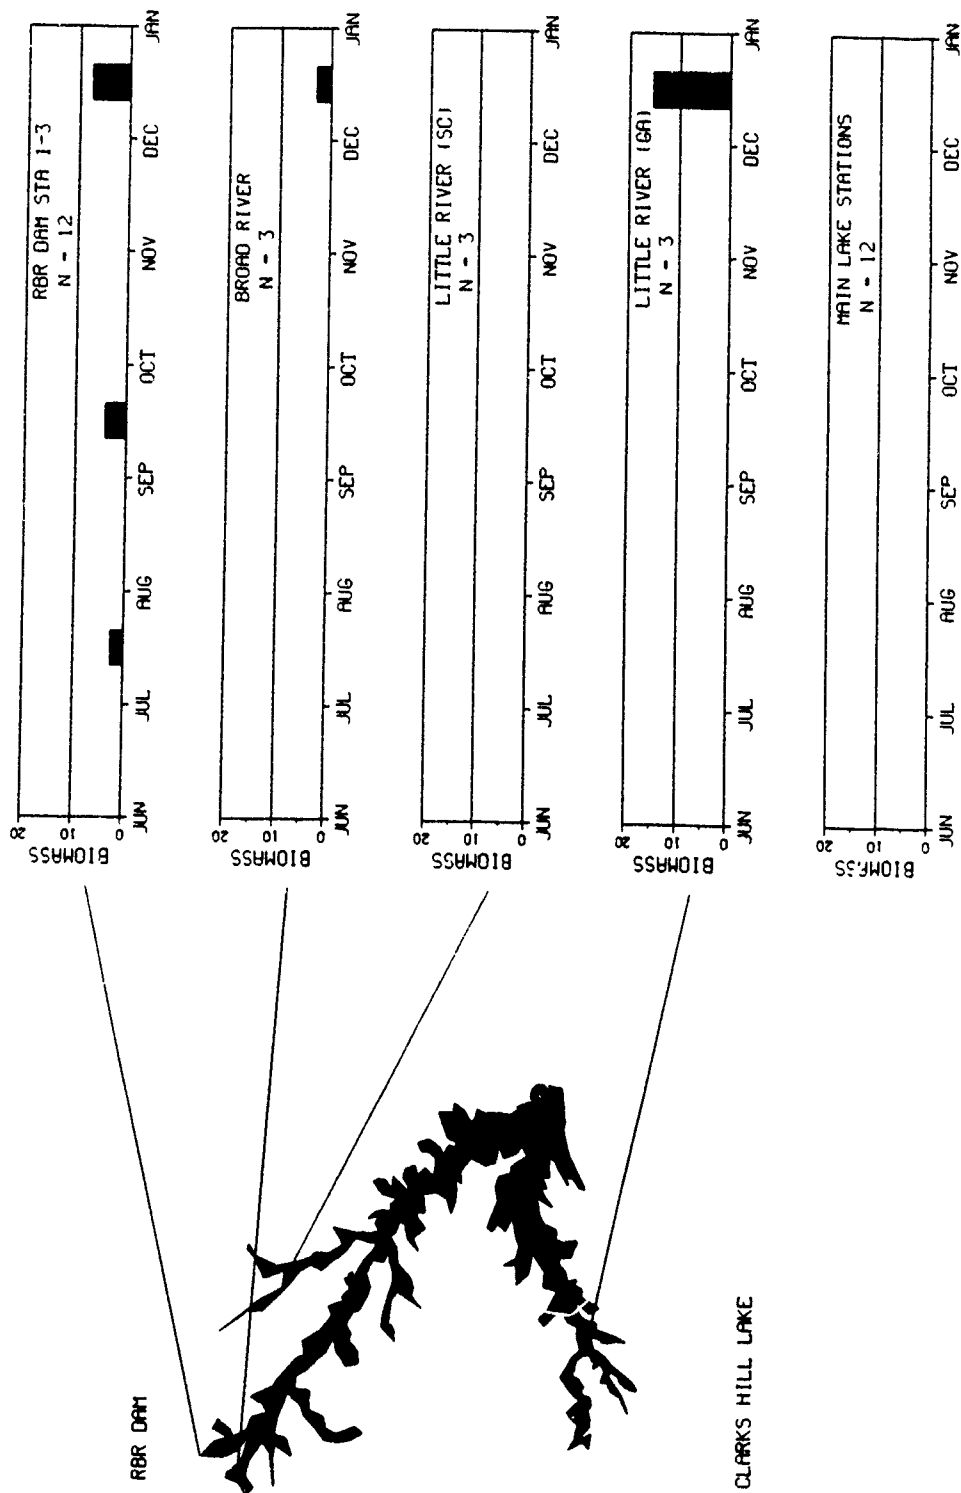 RBR DAM
CLARKS HILL LAKE
RBR DAM STA 1-3
N - 12
20
10
0
BIOMASS
JUN JUL AUG SEP OCT NOV DEC JAN
BROAD RIVER
N - 3
20
10
0
BIOMASS
JUN JUL AUG SEP OCT NOV DEC JAN
LITTLE RIVER (SC)
N - 3
20
10
0
BIOMASS
JUN JUL AUG SEP OCT NOV DEC JAN
LITTLE RIVER (GA)
N - 3
20
10
0
BIOMASS
JUN JUL AUG SEP OCT NOV DEC JAN
MAIN LAKE STATIONS
N - 12
20
10
0
BIOMASS
JUN JUL AUG SEP OCT NOV DEC JAN